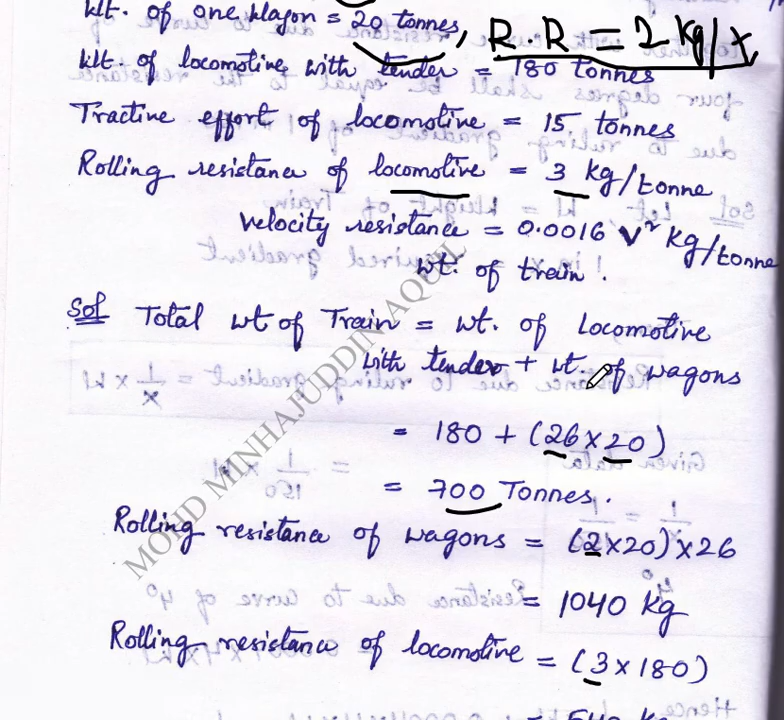 Wt. of one Wagon = 20 tonnes, R.R = 2 kg/t
Wt. of locomotive with tender = 180 tonnes
Tractive effort of locomotive = 15 tonnes
Rolling resistance of locomotive = 3 kg/tonne
Velocity resistance = 0.0016 V² kg/tonne
wt. of train.
Sol Total wt of Train = wt. of Locomotive
with tender + wt. of wagons
= 180 + (26×20)
= 700 Tonnes.
Rolling resistance of wagons = (2×20)×26
= 1040 kg
Rolling resistance of locomotive = (3×180)
MOHD MINHAJUDDIN AQUIL